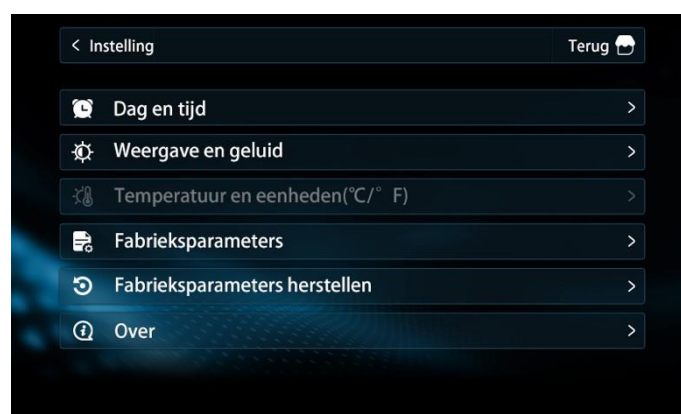 < Instelling
Terug
Dag en tijd >
Weergave en geluid >
Temperatuur en eenheden(℃/° F) >
Fabrieksparameters >
Fabrieksparameters herstellen >
Over >